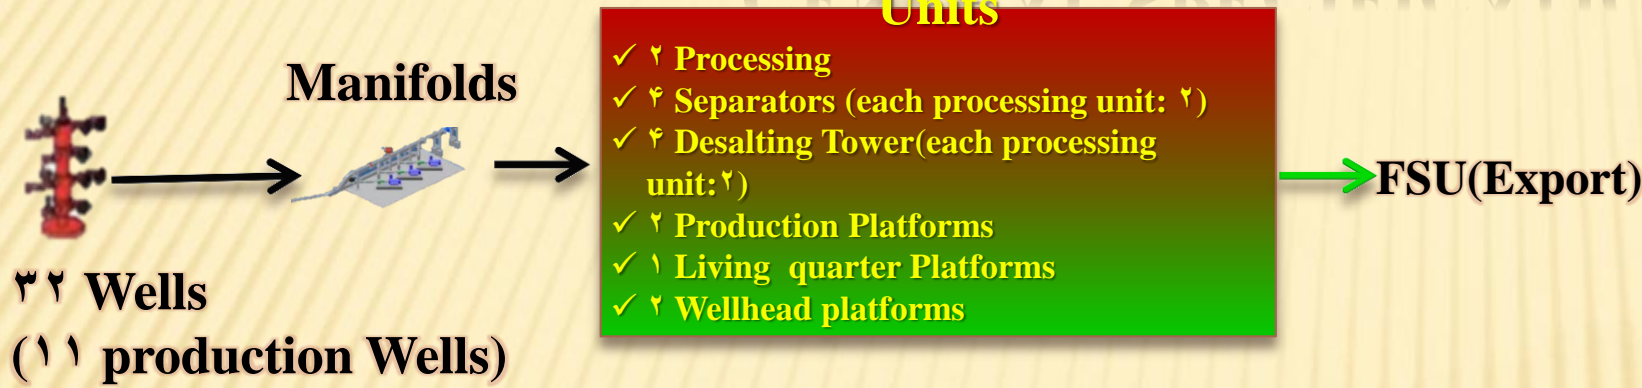 Units
Manifolds
✓ ۲ Processing
✓ ۴ Separators (each processing unit: ۲)
✓ ۴ Desalting Tower(each processing
unit:۲)
✓ ۲ Production Platforms
✓ ۱ Living quarter Platforms
✓ ۲ Wellhead platforms
FSU(Export)
۳۲ Wells
(۱۱ production Wells)